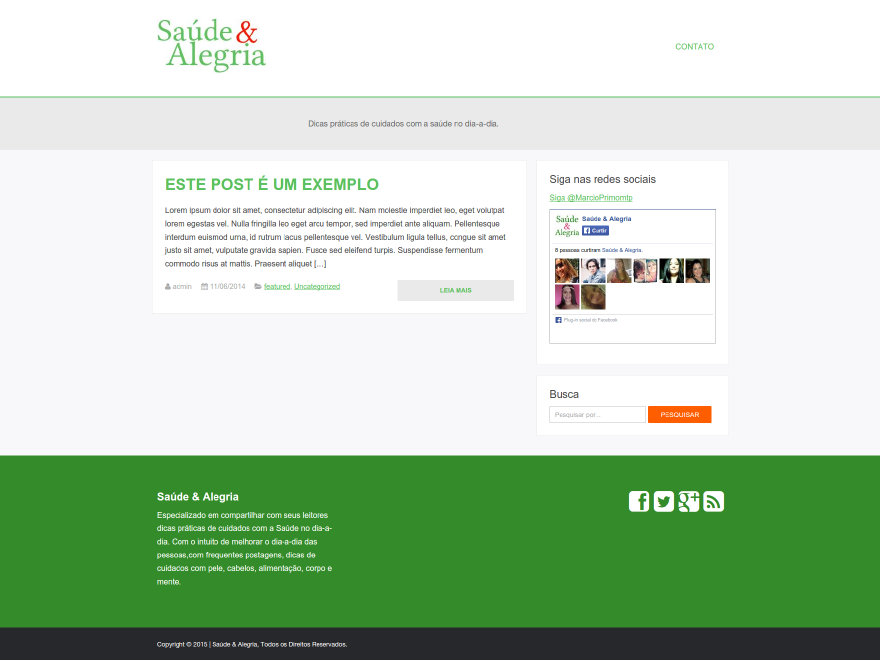 Saúde &
Alegria
CONTATO
Dicas práticas de cuidados com a saúde no dia-a-dia.
ESTE POST É UM EXEMPLO
Lorem ipsum dolor sit amet, consectetur adipiscing elit. Nam molestie imperdiet leo, eget volutpat
lorem egestas vel. Nulla fringilla leo eget arcu tempor, sed imperdiet ante aliquam. Pellentesque
interdum euismod urna, id rutrum lacus pellentesque vel. Vestibulum ligula tellus, congue sit amet
justo sit amet, vulputate gravida sapien. Fusce sed eleifend turpis. Suspendisse fermentum
commodo risus at mattis. Praesent aliquet [...]
admin 11/06/2014 featured, Uncategorized
LEIA MAIS
Siga nas redes sociais
Siga @MarcioPrimomtp
Saúde
&
Alegria
Saúde & Alegria
Curtir
8 pessoas curtiram Saúde & Alegria.
Plug-in social do Facebook
Busca
Pesquisar por...
PESQUISAR
Saúde & Alegria
Especializado em compartilhar com seus leitores
dicas práticas de cuidados com a Saúde no dia-a-
dia. Com o intuito de melhorar o dia-a-dia das
pessoas,com frequentes postagens, dicas de
cuidados com pele, cabelos, alimentação, corpo e
mente.
Copyright © 2015 | Saúde & Alegria, Todos os Direitos Reservados.